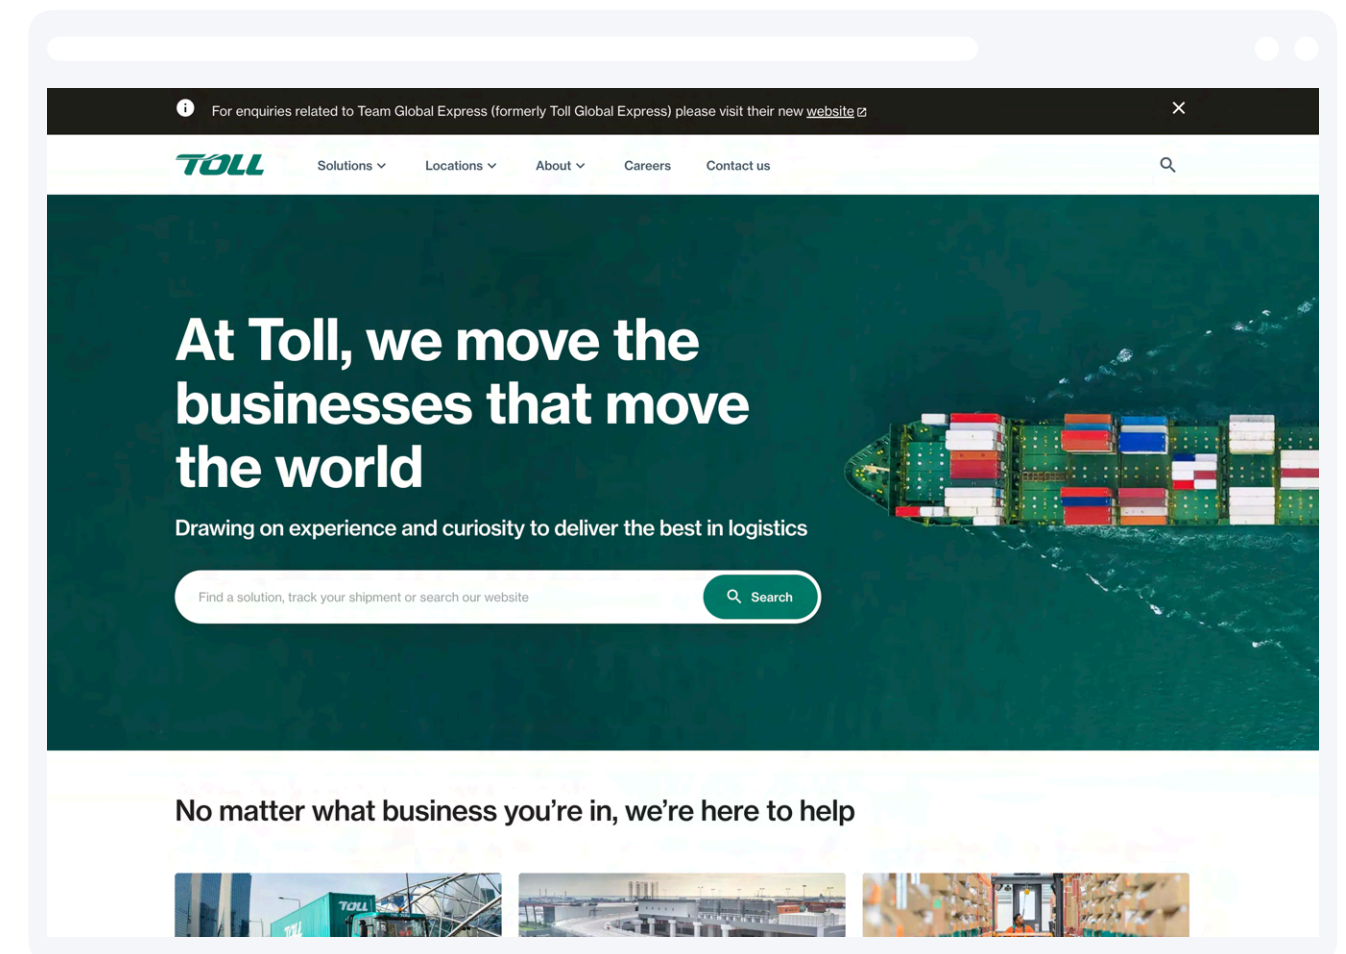 For enquiries related to Team Global Express (formerly Toll Global Express) please visit their new website
TOLL
Solutions
Locations
About
Careers
Contact us
At Toll, we move the
businesses that move
the world
Drawing on experience and curiosity to deliver the best in logistics
Find a solution, track your shipment or search our website
Search
No matter what business you’re in, we’re here to help
TOLL
TOLL